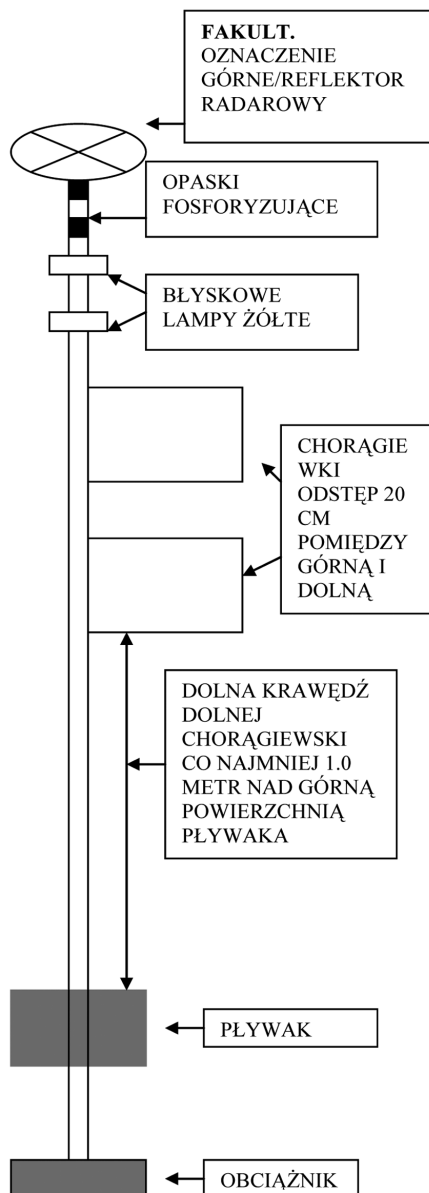 FAKULT.
OZNACZENIE
GÓRNE/REFLEKTOR
RADAROWY
OPASKI
FOSFORYZUJĄCE
BŁYSKOWE
LAMPY ŻÓŁTE
CHORĄGIE
WKI
ODSTĘP 20
CM
POMIĘDZY
GÓRNĄ I
DOLNĄ
DOLNA KRAWĘDŹ
DOLNEJ
CHORĄGIEWSKI
CO NAJMNIEJ 1.0
METR NAD GÓRNĄ
POWIERZCHNIĄ
PŁYWAKA
PŁYWAK
OBCIĄŻNIK